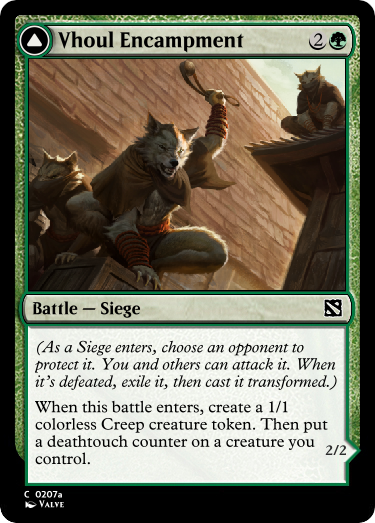 Vhoul Encampment 2
Battle — Siege
(As a Siege enters, choose an opponent to
protect it. You and others can attack it. When
it's defeated, exile it, then cast it transformed.)
When this battle enters, create a 1/1
colorless Creep creature token. Then put
a deathtouch counter on a creature you
control.
2/2
C 0207a
Valve